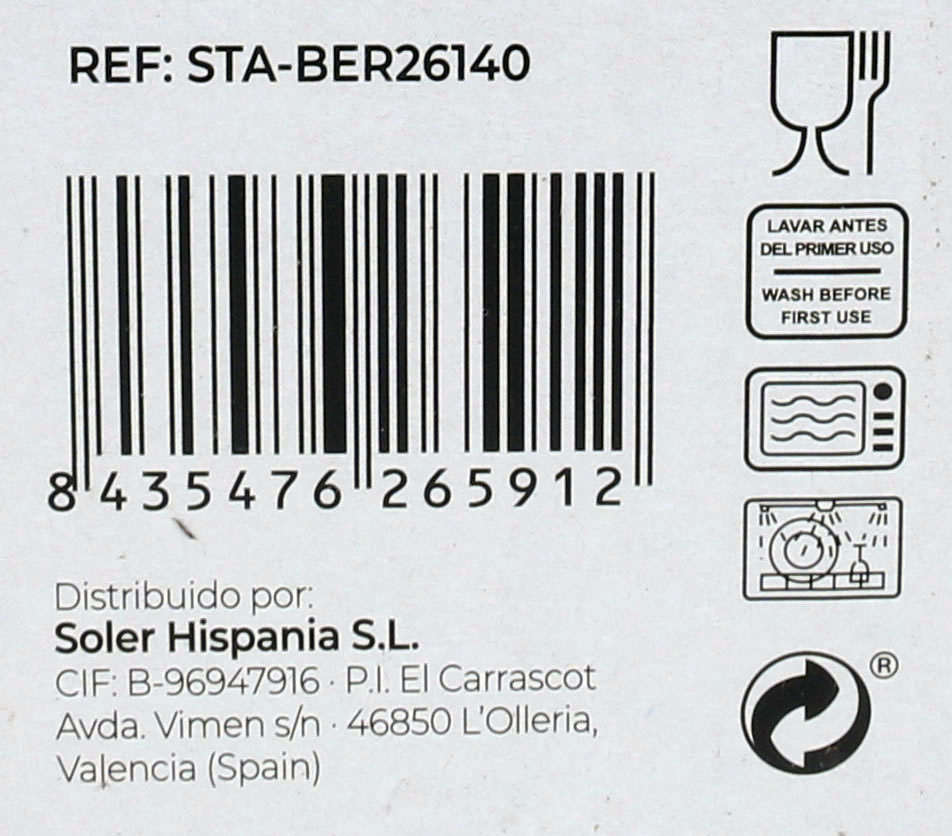 REF: STA-BER26140
LAVAR ANTES
DEL PRIMER USO
WASH BEFORE
FIRST USE
8 435476 265912
Distribuido por:
Soler Hispania S.L.
CIF: B-96947916 · P.I. El Carrascot
Avda. Vimen s/n · 46850 L'Olleria,
Valencia (Spain)
®